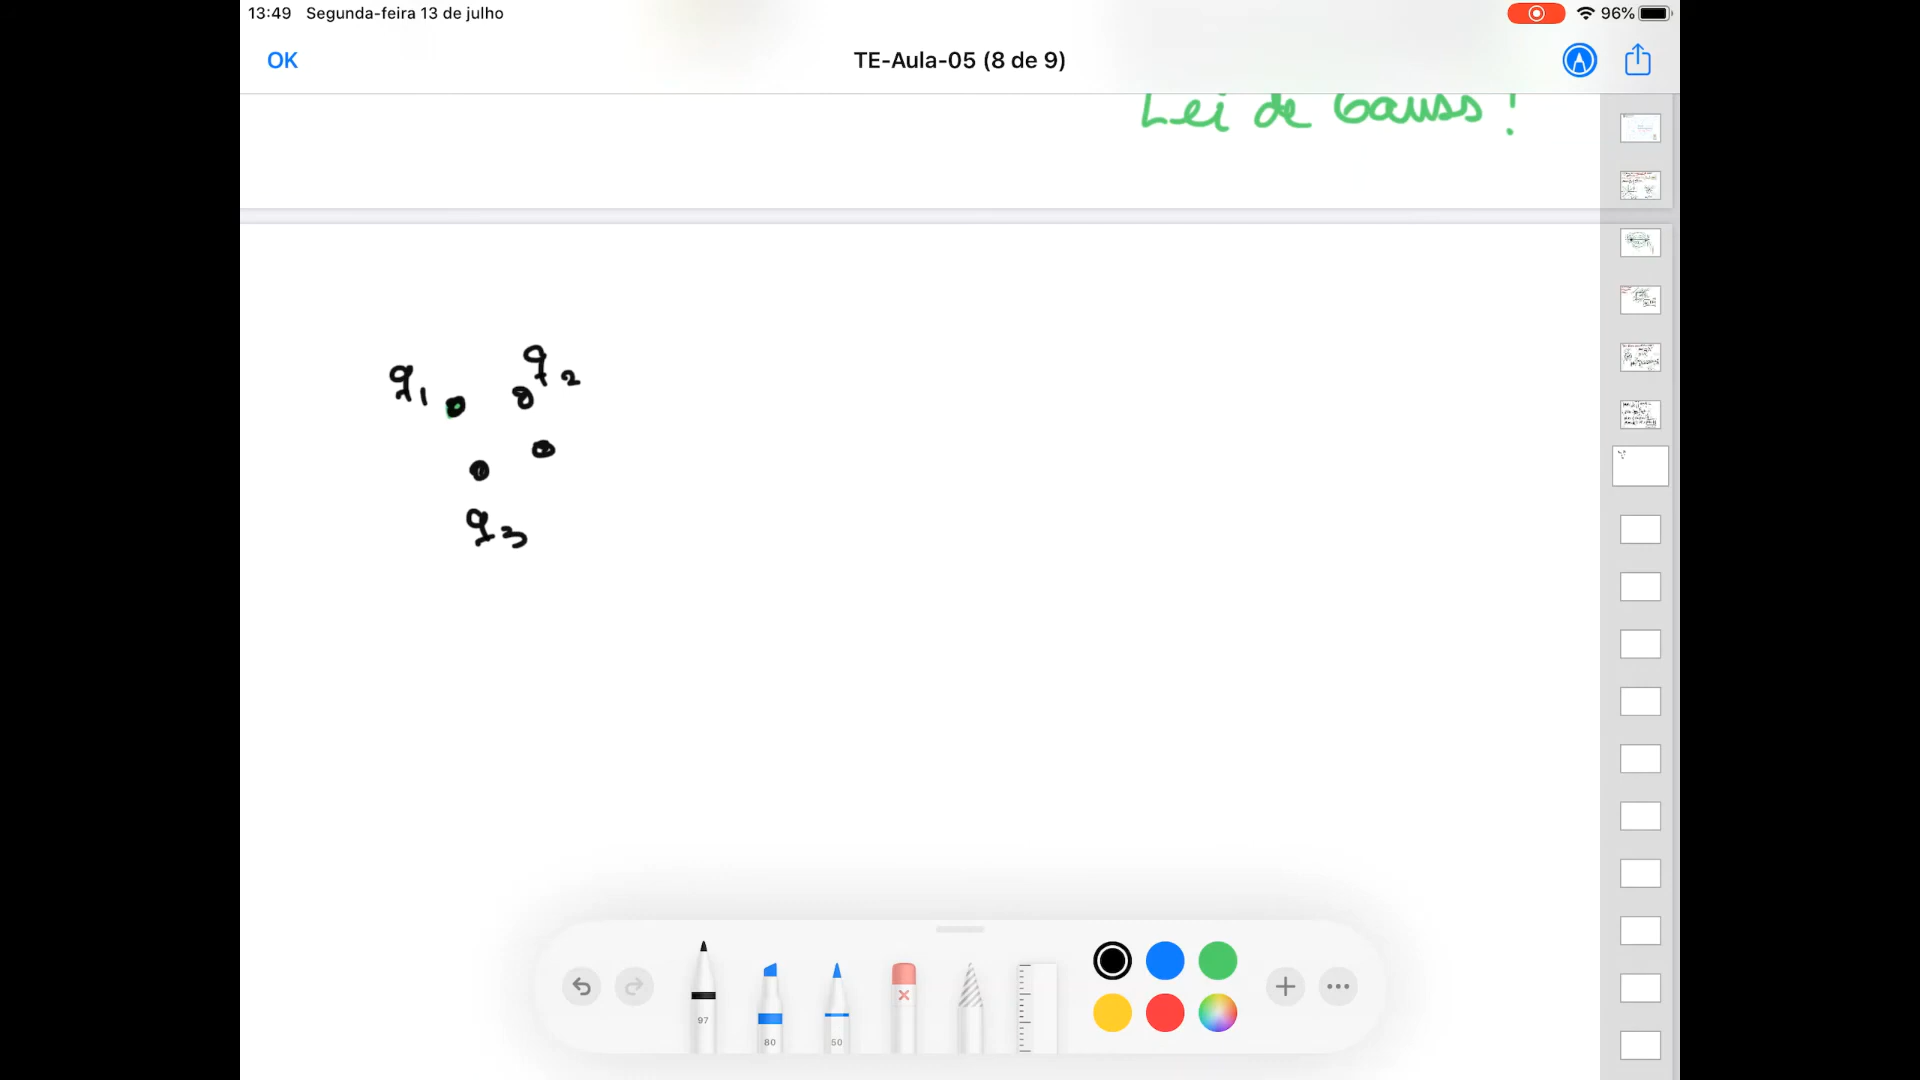 13:49 Segunda-feira 13 de julho 96%
OK TE-Aula-05 (8 de 9)
Lei de Gauss!
q1 q2
q3
97 80 50